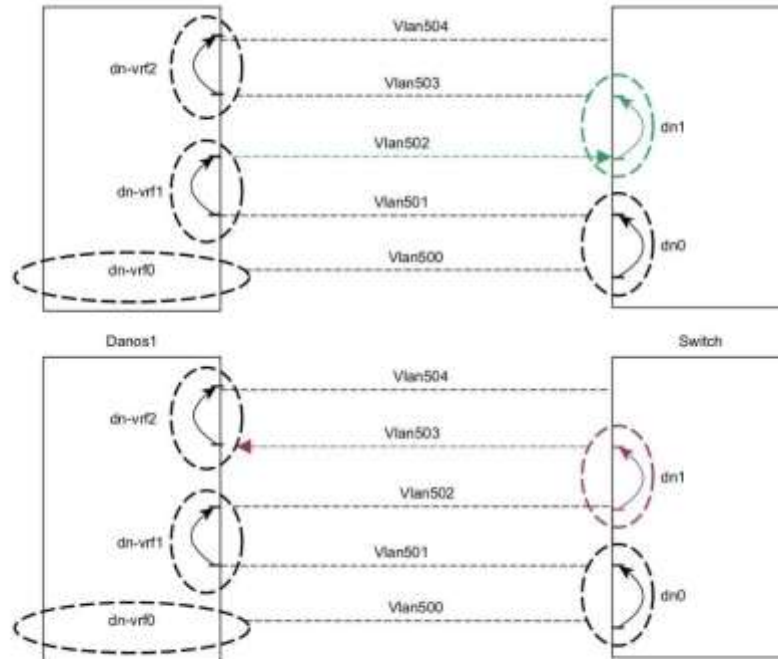 Vlan504
dn-vrf2
Vlan503
dn1
Vlan502
dn-vrf1
Vlan501
dn0
dn-vrf0
Vlan500
Danos1
Switch
Vlan504
dn-vrf2
Vlan503
dn1
Vlan502
dn-vrf1
Vlan501
dn0
dn-vrf0
Vlan500